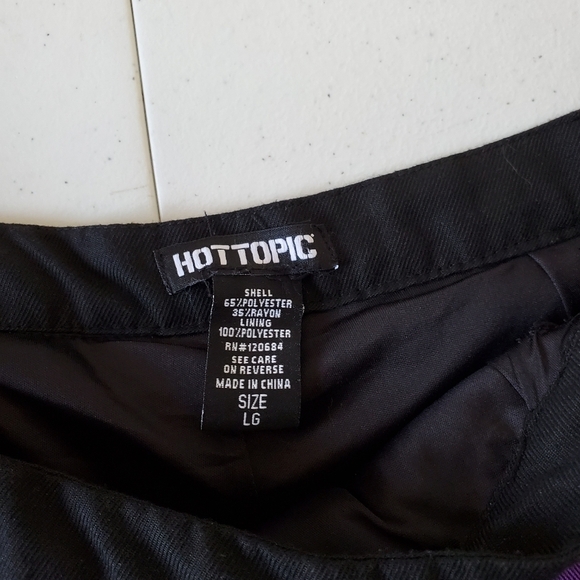 HOTTOPIC
SHELL
65%POLYESTER
35%RAYON
LINING
100%POLYESTER
RN#120684
SEE CARE
ON REVERSE
MADE IN CHINA
SIZE
LG